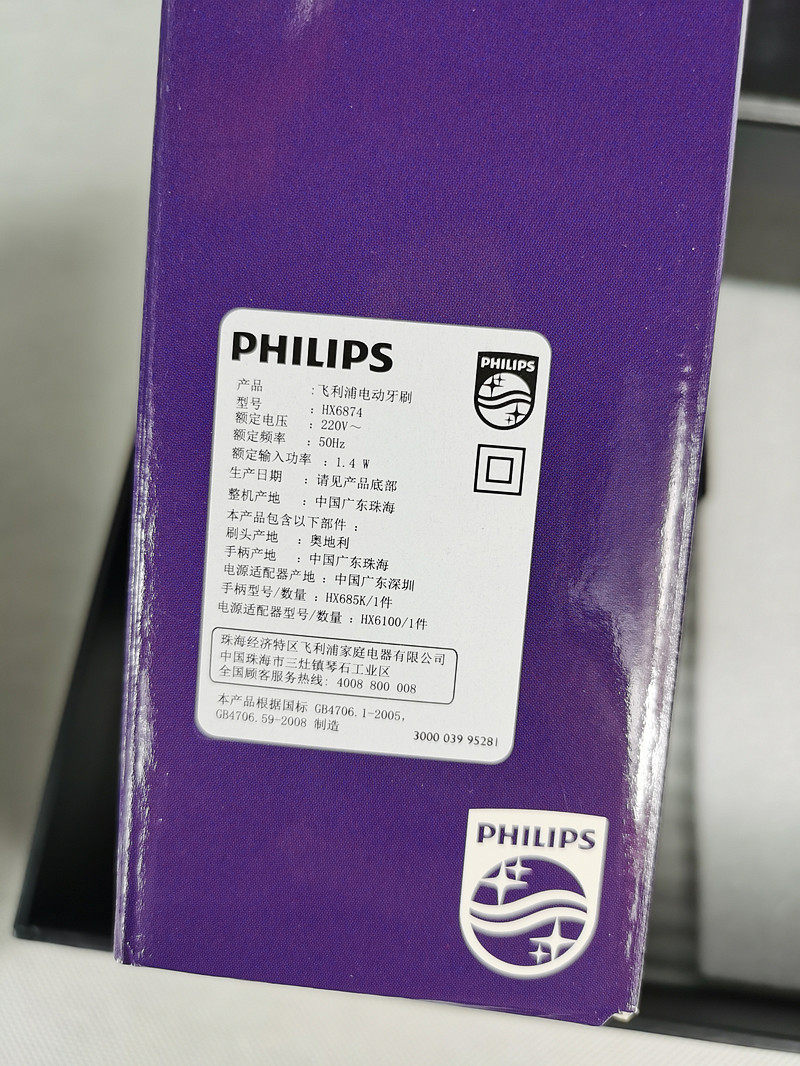 PHILIPS
PHILIPS
产品 :飞利浦电动牙刷
型号 : HX6874
额定电压 : 220V～
额定频率 : 50Hz
额定输入功率 : 1.4 W
生产日期 : 请见产品底部
整机产地 : 中国广东珠海
本产品包含以下部件 :
刷头产地 : 奥地利
手柄产地 : 中国广东珠海
电源适配器产地 : 中国广东深圳
手柄型号/数量 : HX685K/1件
电源适配器型号/数量 : HX6100/1件
珠海经济特区飞利浦家庭电器有限公司
中国珠海市三灶镇琴石工业区
全国顾客服务热线: 4008 800 008
本产品根据国标 GB4706.1-2005,
GB4706.59-2008 制造
3000 039 95281
PHILIPS